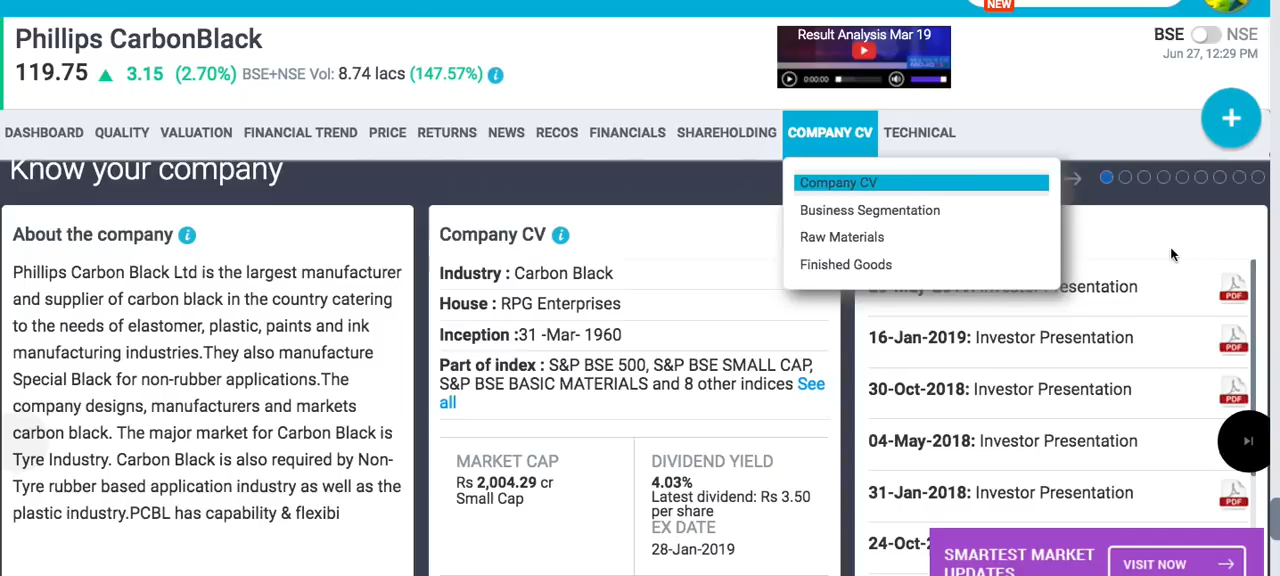 NEW
Phillips CarbonBlack
119.75 ▲ 3.15 (2.70%) BSE+NSE Vol: 8.74 lacs (147.57%) i
Result Analysis Mar 19
0:00:00
BSE NSE
Jun 27, 12:29 PM
+
DASHBOARD QUALITY VALUATION FINANCIAL TREND PRICE RETURNS NEWS RECOS FINANCIALS SHAREHOLDING COMPANY CV TECHNICAL
Know your company
Company CV
Business Segmentation
Raw Materials
Finished Goods
About the company i
Phillips Carbon Black Ltd is the largest manufacturer
and supplier of carbon black in the country catering
to the needs of elastomer, plastic, paints and ink
manufacturing industries.They also manufacture
Special Black for non-rubber applications.The
company designs, manufacturers and markets
carbon black. The major market for Carbon Black is
Tyre Industry. Carbon Black is also required by Non-
Tyre rubber based application industry as well as the
plastic industry.PCBL has capability & flexibi
Company CV i
Industry : Carbon Black
House : RPG Enterprises
Inception :31 -Mar- 1960
Part of index : S&P BSE 500, S&P BSE SMALL CAP,
S&P BSE BASIC MATERIALS and 8 other indices See
all
MARKET CAP
Rs 2,004.29 cr
Small Cap
DIVIDEND YIELD
4.03%
Latest dividend: Rs 3.50
per share
EX DATE
28-Jan-2019
PDF
16-Jan-2019: Investor Presentation
PDF
30-Oct-2018: Investor Presentation
PDF
04-May-2018: Investor Presentation
31-Jan-2018: Investor Presentation
PDF
24-Oct-
SMARTEST MARKET
UPDATES
VISIT NOW